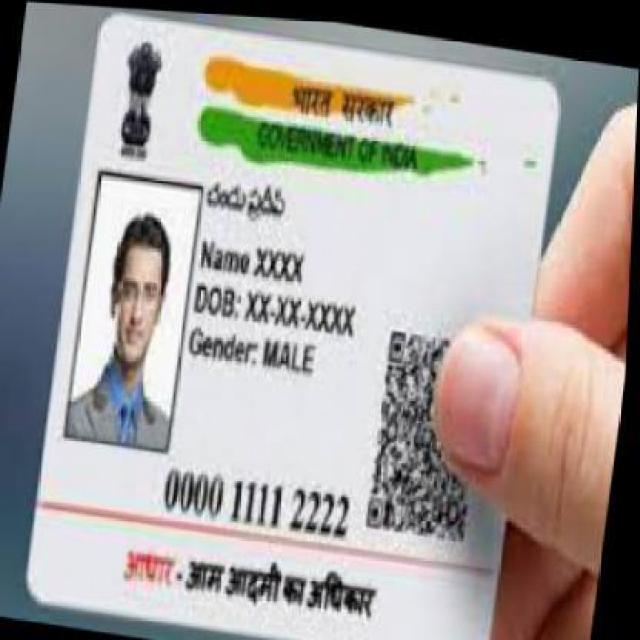 भारत सरकार
GOVERNMENT OF INDIA
దండు ప్రదీప్
Name XXXX
DOB: XX-XX-XXXX
Gender: MALE
0000 1111 2222
आधार - आम आदमी का अधिकार